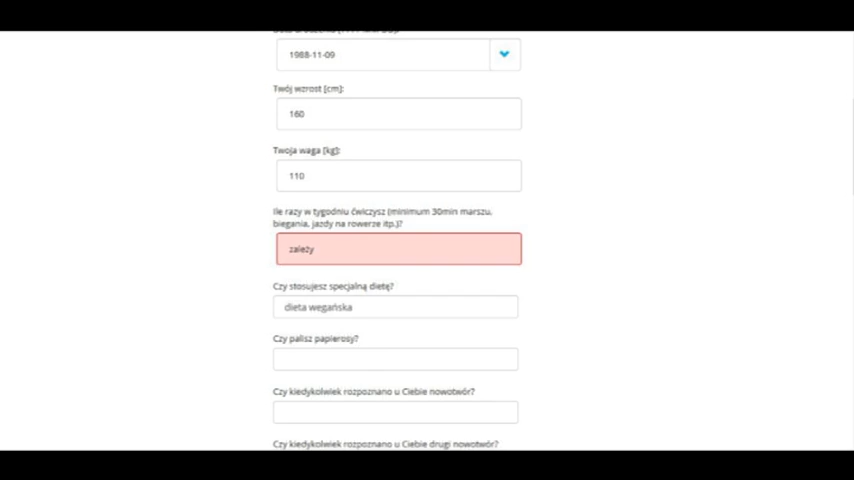 1988-11-09
Twój wzrost [cm]:
160
Twoja waga [kg]:
110
Ile razy w tygodniu ćwiczysz (minimum 30min marszu,
biegania, jazdy na rowerze itp.)?
zależy
Czy stosujesz specjalną dietę?
dieta wegańska
Czy palisz papierosy?
Czy kiedykolwiek rozpoznano u Ciebie nowotwór?
Czy kiedykolwiek rozpoznano u Ciebie drugi nowotwór?